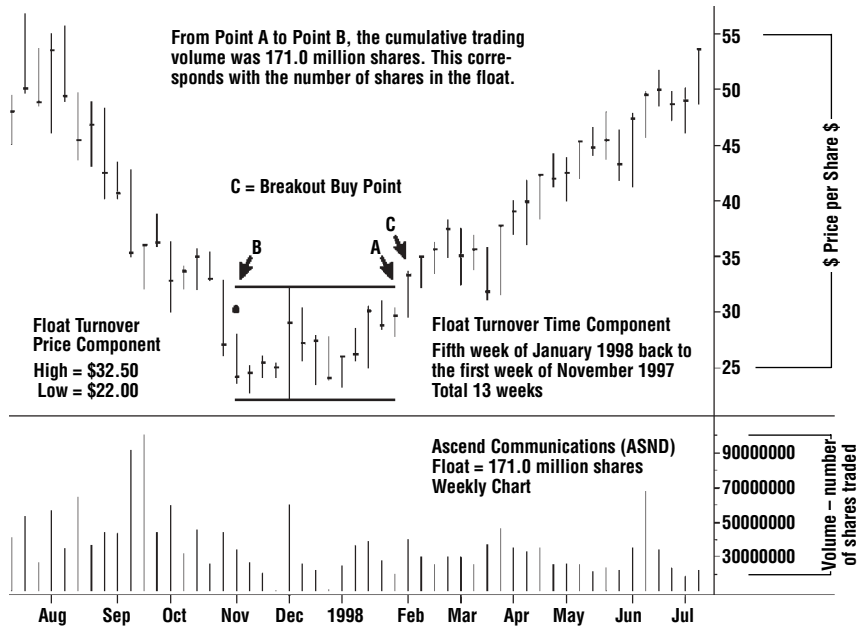 From Point A to Point B, the cumulative trading
volume was 171.0 million shares. This corre-
sponds with the number of shares in the float.
C = Breakout Buy Point
C
B
A
Float Turnover
Price Component
High = $32.50
Low = $22.00
Float Turnover Time Component
Fifth week of January 1998 back to
the first week of November 1997
Total 13 weeks
55
50
45
40
35
30
25
$ Price per Share $
Ascend Communications (ASND)
Float = 171.0 million shares
Weekly Chart
90000000
70000000
50000000
30000000
Volume – number
of shares traded
Aug Sep Oct Nov Dec 1998 Feb Mar Apr May Jun Jul